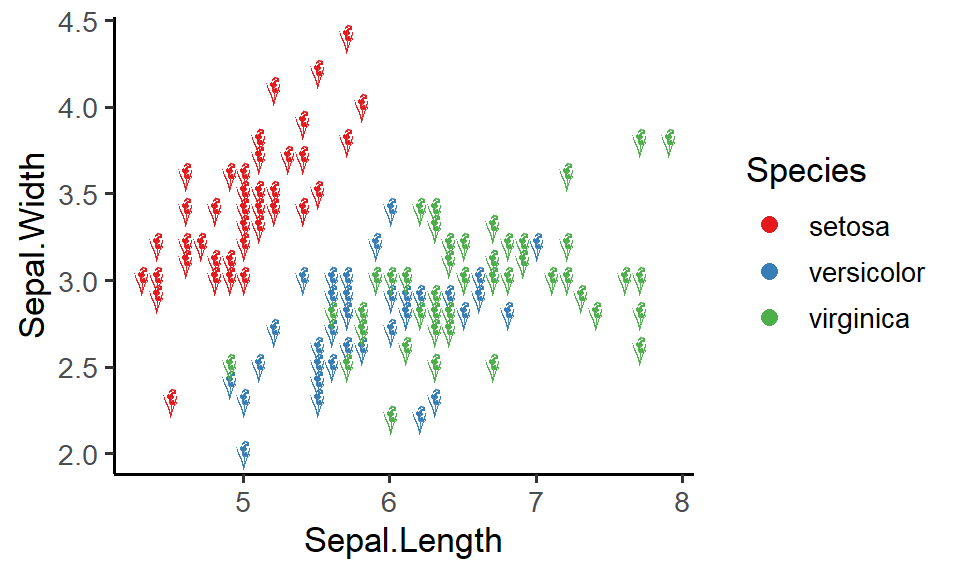 4.5
4.0
3.5
3.0
2.5
2.0
Sepal.Width
5 6 7 8
Sepal.Length
Species
setosa
versicolor
virginica